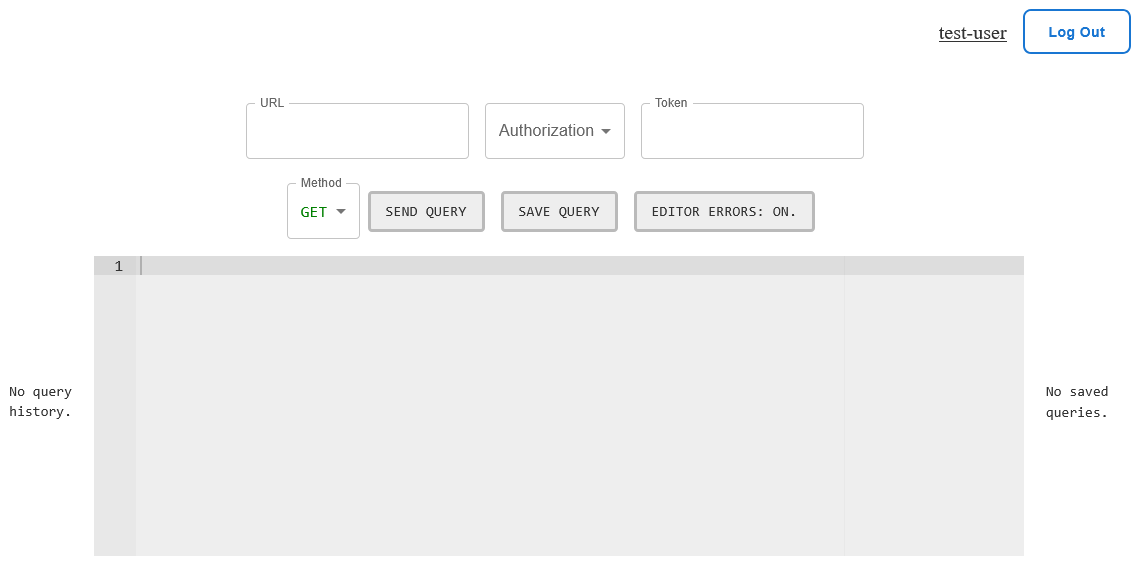 test-user
Log Out
URL
Authorization
Token
Method
GET
SEND QUERY
SAVE QUERY
EDITOR ERRORS: ON.
1
No query
history.
No saved
queries.